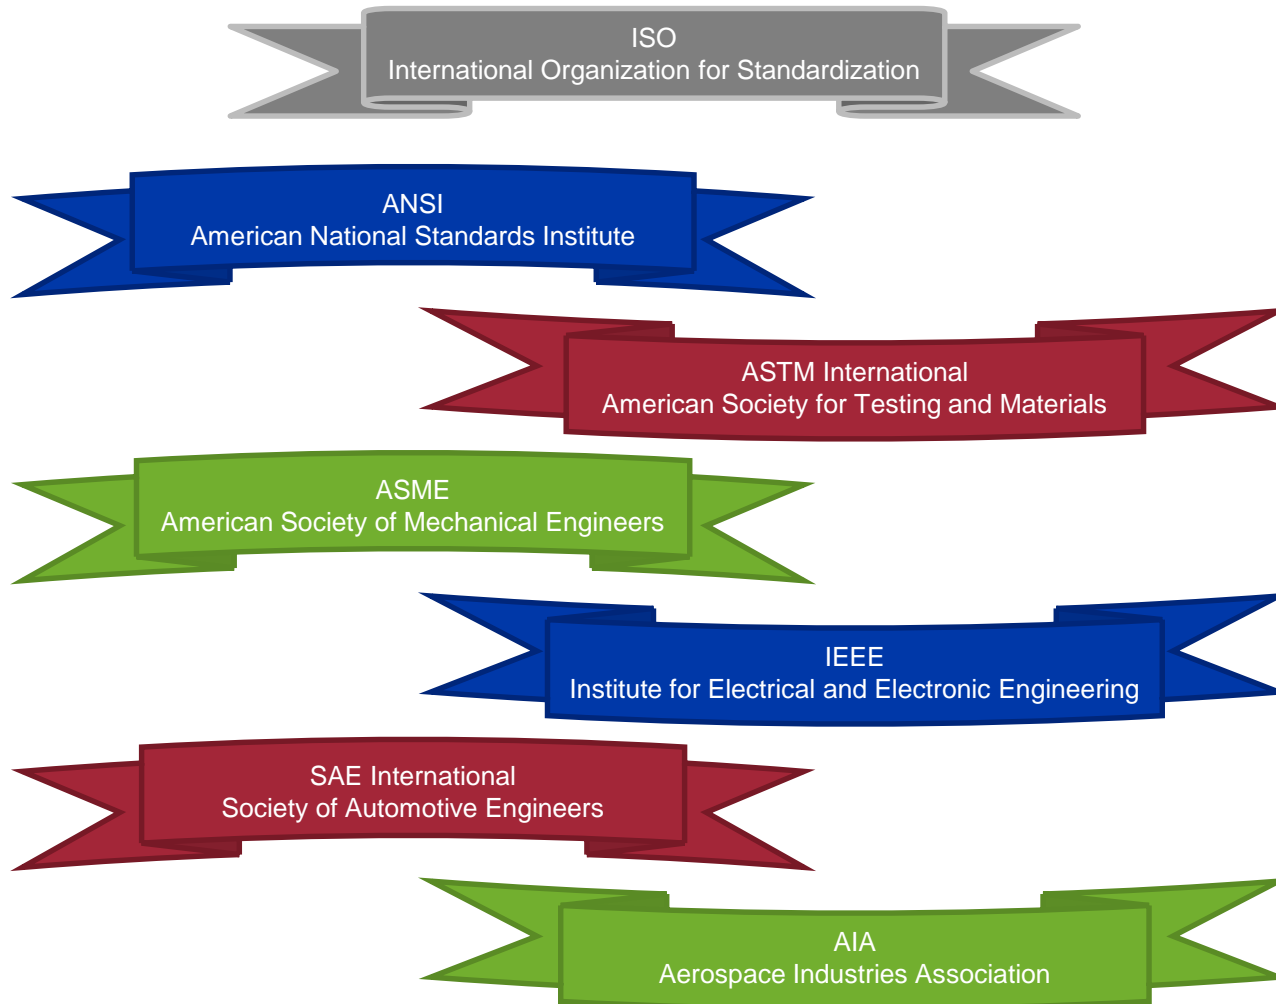 ISO
International Organization for Standardization
ANSI
American National Standards Institute
ASTM International
American Society for Testing and Materials
ASME
American Society of Mechanical Engineers
IEEE
Institute for Electrical and Electronic Engineering
SAE International
Society of Automotive Engineers
AIA
Aerospace Industries Association